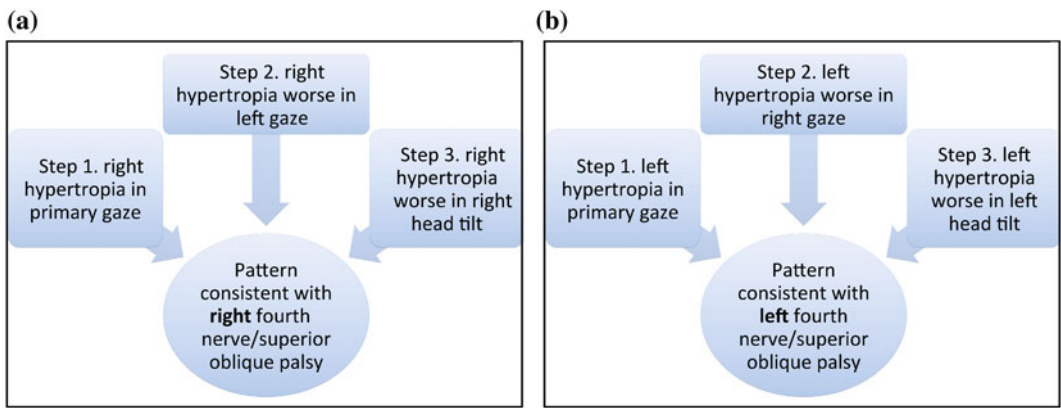 (a)
Step 2. right
hypertropia worse in
left gaze
Step 1. right
hypertropia in
primary gaze
Step 3. right
hypertropia
worse in right
head tilt
Pattern
consistent with
right fourth
nerve/superior
oblique palsy
(b)
Step 2. left
hypertropia worse in
right gaze
Step 1. left
hypertropia in
primary gaze
Step 3. left
hypertropia
worse in left
head tilt
Pattern
consistent with
left fourth
nerve/superior
oblique palsy